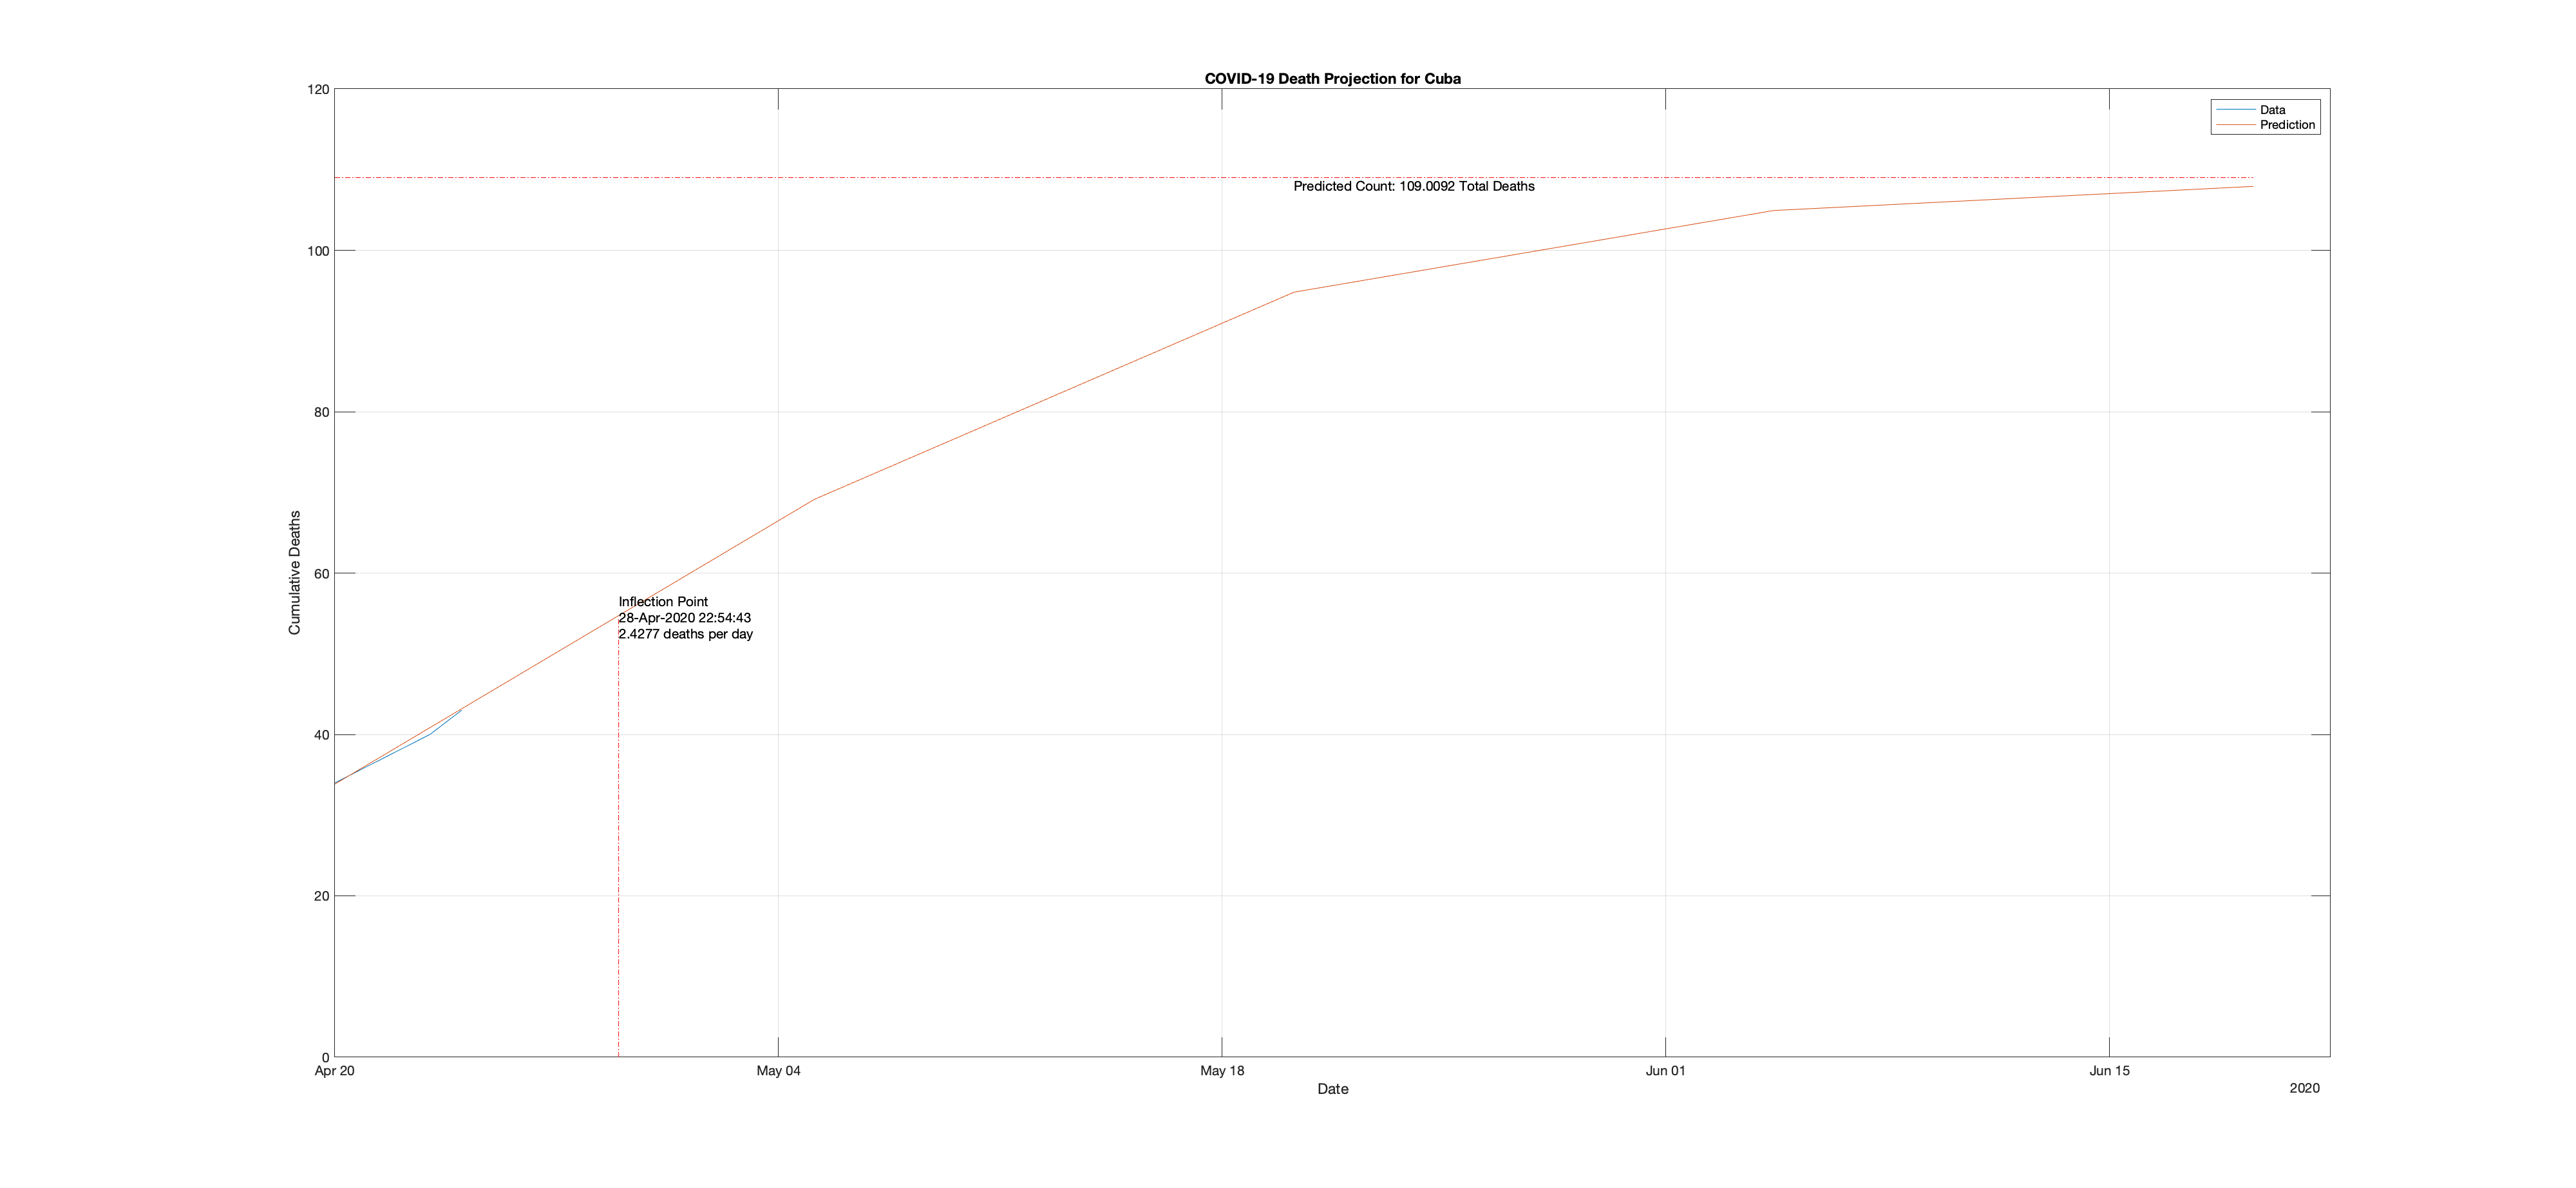 COVID-19 Death Projection for Cuba
Data
Prediction
120
100
80
60
40
20
0
Cumulative Deaths
Predicted Count: 109.0092 Total Deaths
Inflection Point
28-Apr-2020 22:54:43
2.4277 deaths per day
Apr 20
May 04
May 18
Jun 01
Jun 15
Date
2020